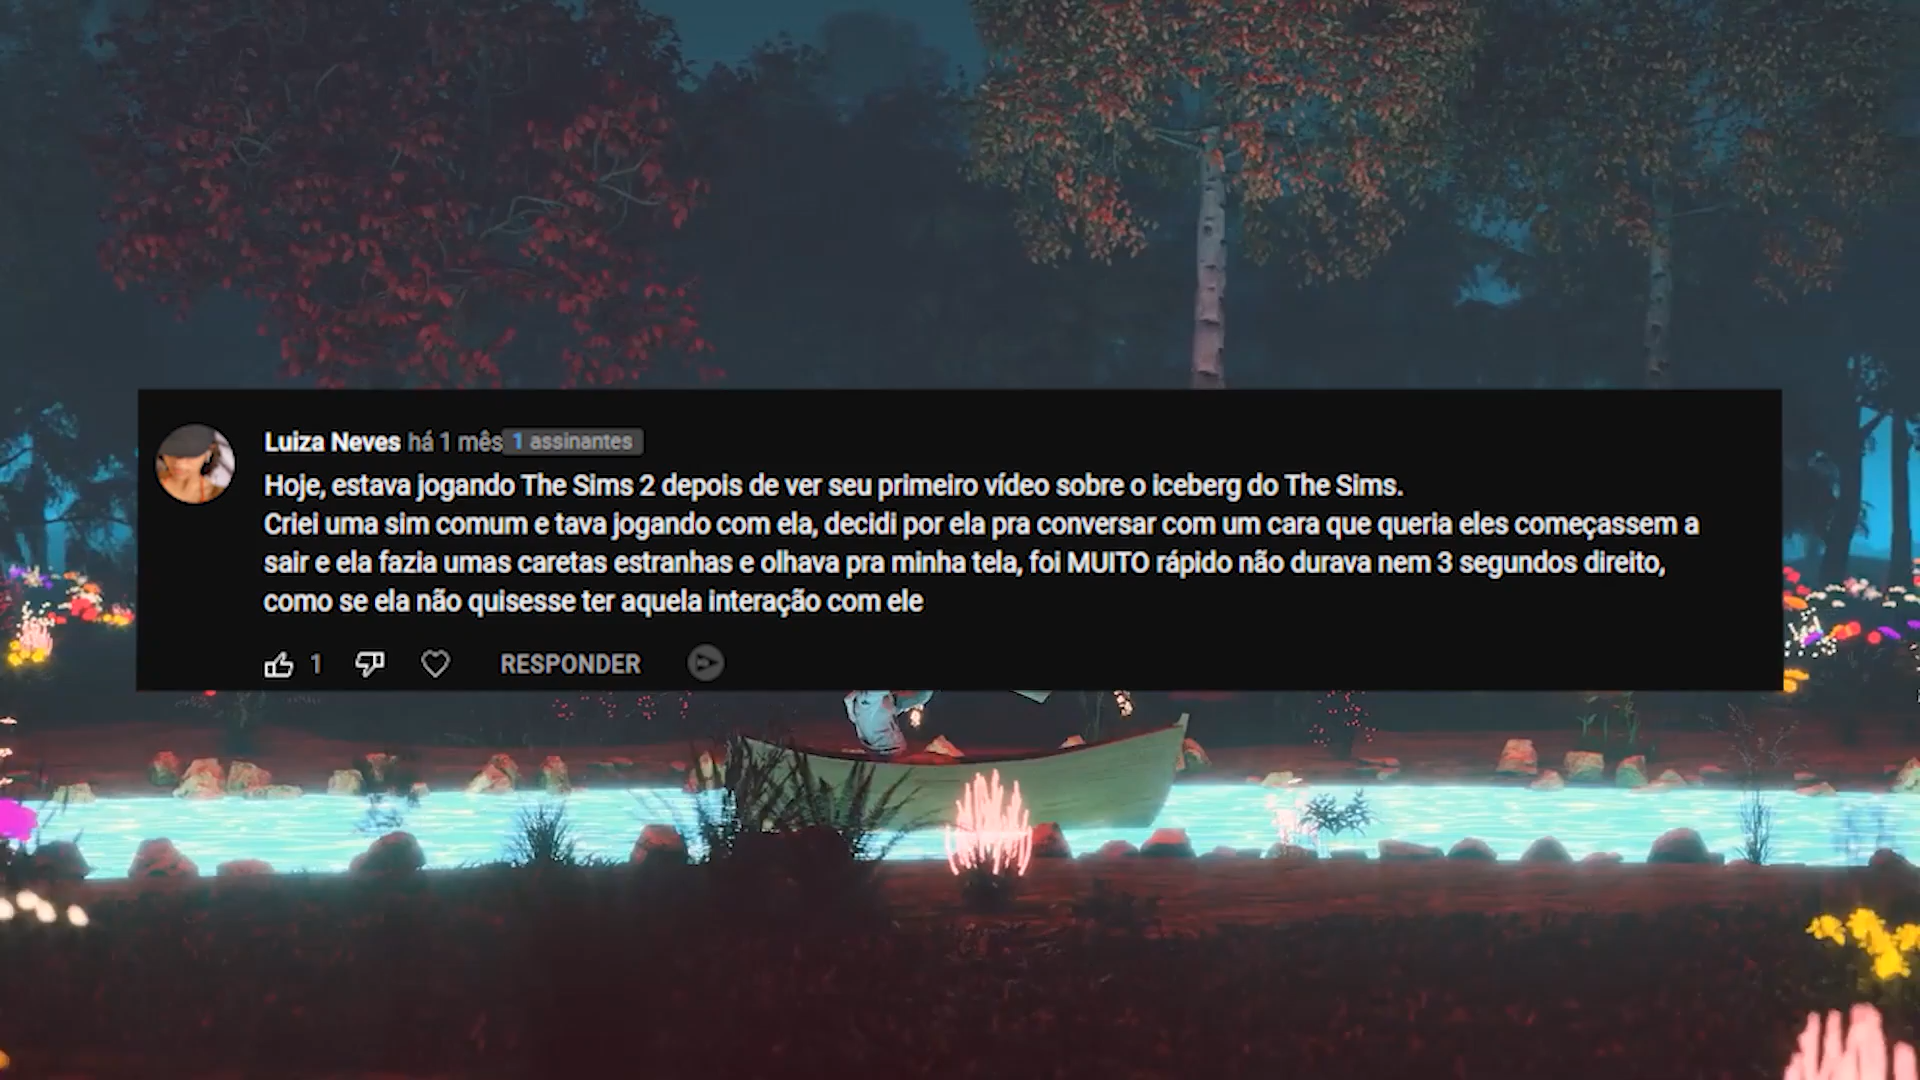 Luiza Neves há 1 mês 1 assinantes
Hoje, estava jogando The Sims 2 depois de ver seu primeiro vídeo sobre o iceberg do The Sims.
Criei uma sim comum e tava jogando com ela, decidi por ela pra conversar com um cara que queria eles começassem a
sair e ela fazia umas caretas estranhas e olhava pra minha tela, foi MUITO rápido não durava nem 3 segundos direito,
como se ela não quisesse ter aquela interação com ele
1 RESPONDER